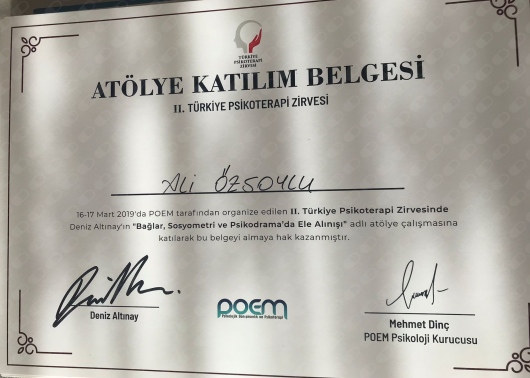 TÜRKİYE
PSİKOTERAPİ
ZİRVESİ
ATÖLYE KATILIM BELGESİ
II. TÜRKİYE PSİKOTERAPİ ZİRVESİ
Ali ÖZSOYLU
16-17 Mart 2019'da POEM tarafından organize edilen II. Türkiye Psikoterapi Zirvesinde
Deniz Altınay'ın "Bağlar, Sosyometri ve Psikodrama'da Ele Alınışı" adlı atölye çalışmasına
katılarak bu belgeyi almaya hak kazanmıştır.
Deniz Altınay
POEM
Mehmet Dinç
POEM Psikoloji Kurucusu